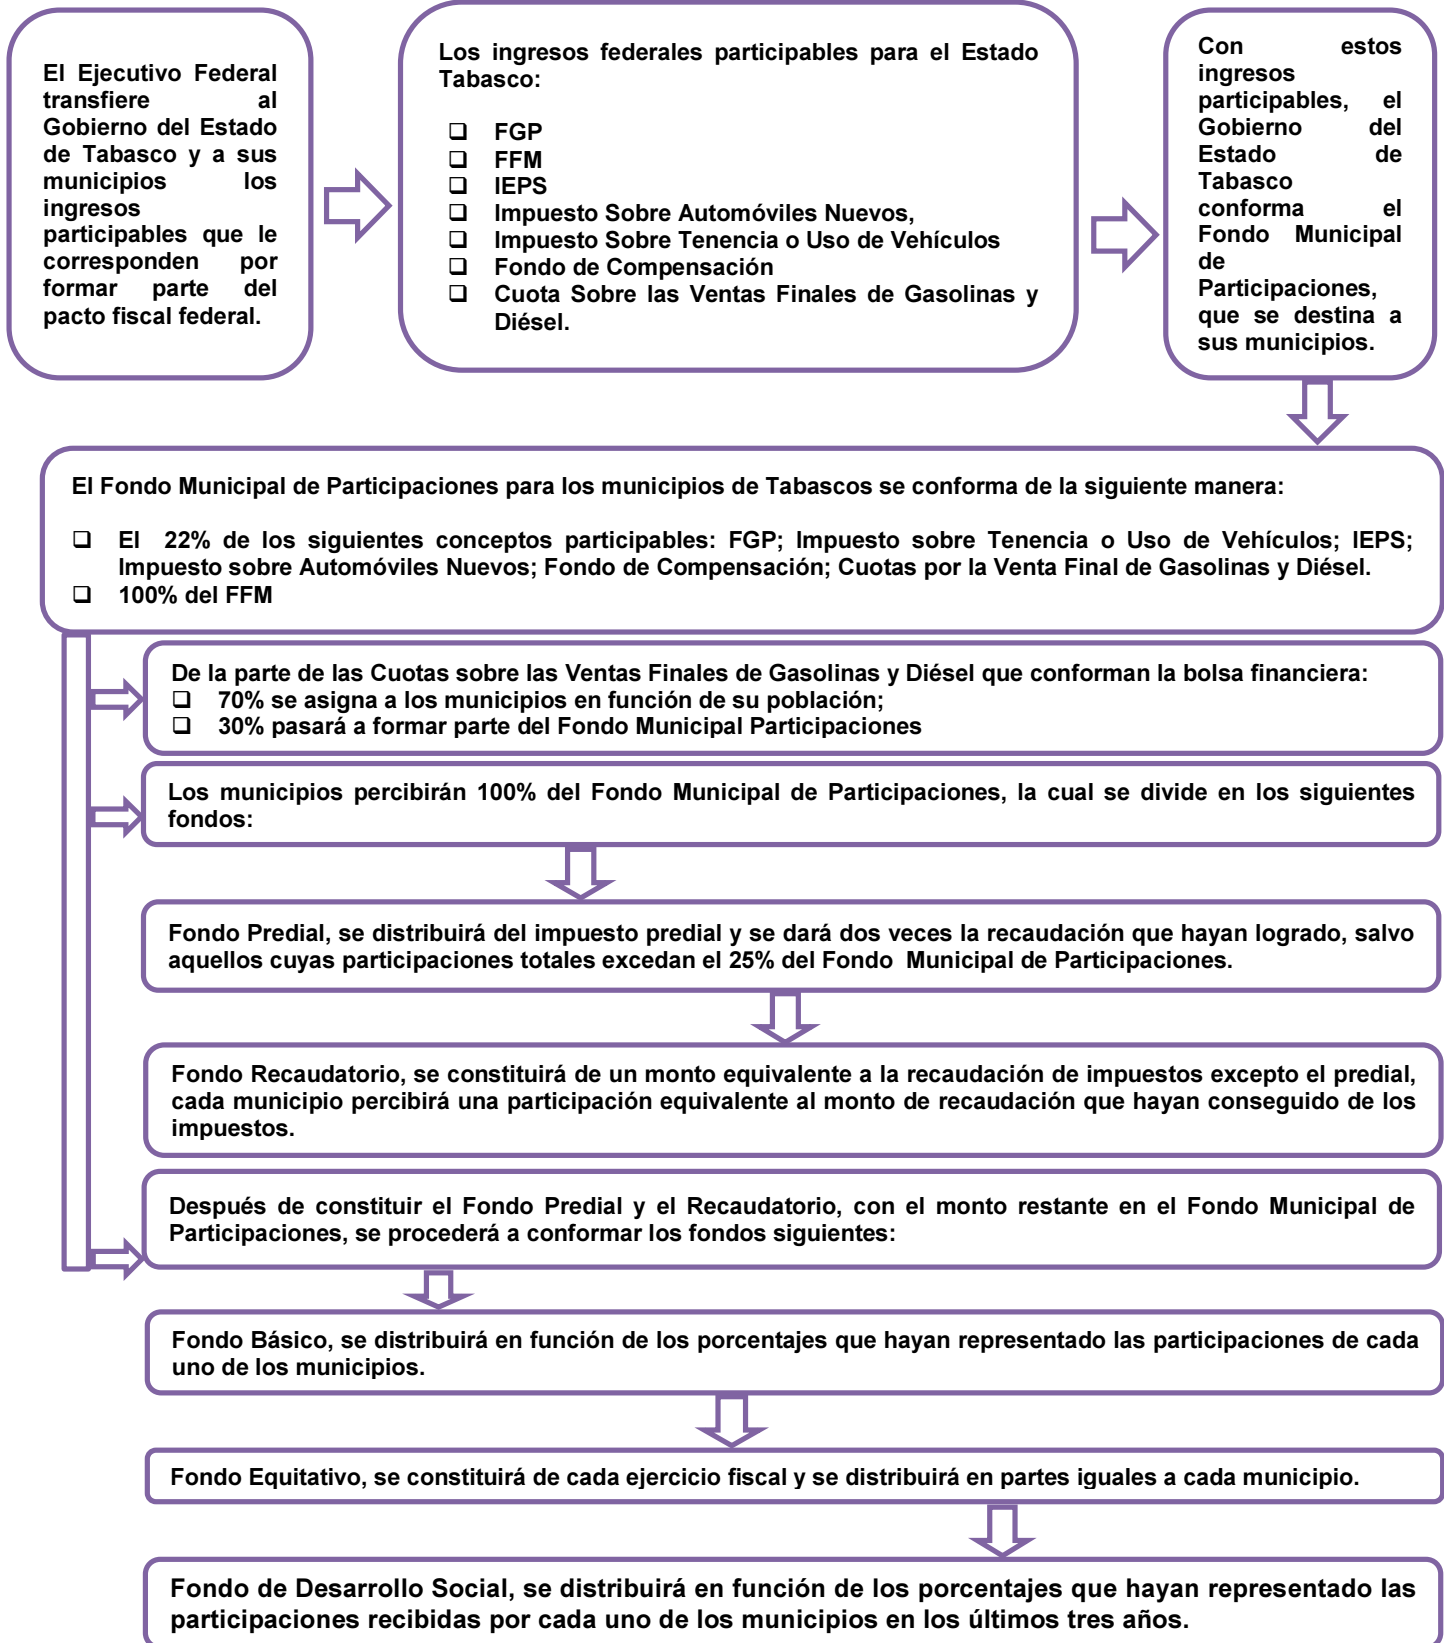 El Ejecutivo Federal
transfiere al
Gobierno del Estado
de Tabasco y a sus
municipios los
ingresos
participables que le
corresponden por
formar parte del
pacto fiscal federal.
Los ingresos federales participables para el Estado
Tabasco:
❑ FGP
❑ FFM
❑ IEPS
❑ Impuesto Sobre Automóviles Nuevos,
❑ Impuesto Sobre Tenencia o Uso de Vehículos
❑ Fondo de Compensación
❑ Cuota Sobre las Ventas Finales de Gasolinas y
Diésel.
Con estos
ingresos
participables, el
Gobierno del
Estado de
Tabasco
conforma el
Fondo Municipal
de
Participaciones,
que se destina a
sus municipios.
El Fondo Municipal de Participaciones para los municipios de Tabascos se conforma de la siguiente manera:
❑ El 22% de los siguientes conceptos participables: FGP; Impuesto sobre Tenencia o Uso de Vehículos; IEPS;
Impuesto sobre Automóviles Nuevos; Fondo de Compensación; Cuotas por la Venta Final de Gasolinas y Diésel.
❑ 100% del FFM
De la parte de las Cuotas sobre las Ventas Finales de Gasolinas y Diésel que conforman la bolsa financiera:
❑ 70% se asigna a los municipios en función de su población;
❑ 30% pasará a formar parte del Fondo Municipal Participaciones
Los municipios percibirán 100% del Fondo Municipal de Participaciones, la cual se divide en los siguientes
fondos:
Fondo Predial, se distribuirá del impuesto predial y se dará dos veces la recaudación que hayan logrado, salvo
aquellos cuyas participaciones totales excedan el 25% del Fondo Municipal de Participaciones.
Fondo Recaudatorio, se constituirá de un monto equivalente a la recaudación de impuestos excepto el predial,
cada municipio percibirá una participación equivalente al monto de recaudación que hayan conseguido de los
impuestos.
Después de constituir el Fondo Predial y el Recaudatorio, con el monto restante en el Fondo Municipal de
Participaciones, se procederá a conformar los fondos siguientes:
Fondo Básico, se distribuirá en función de los porcentajes que hayan representado las participaciones de cada
uno de los municipios.
Fondo Equitativo, se constituirá de cada ejercicio fiscal y se distribuirá en partes iguales a cada municipio.
Fondo de Desarrollo Social, se distribuirá en función de los porcentajes que hayan representado las
participaciones recibidas por cada uno de los municipios en los últimos tres años.